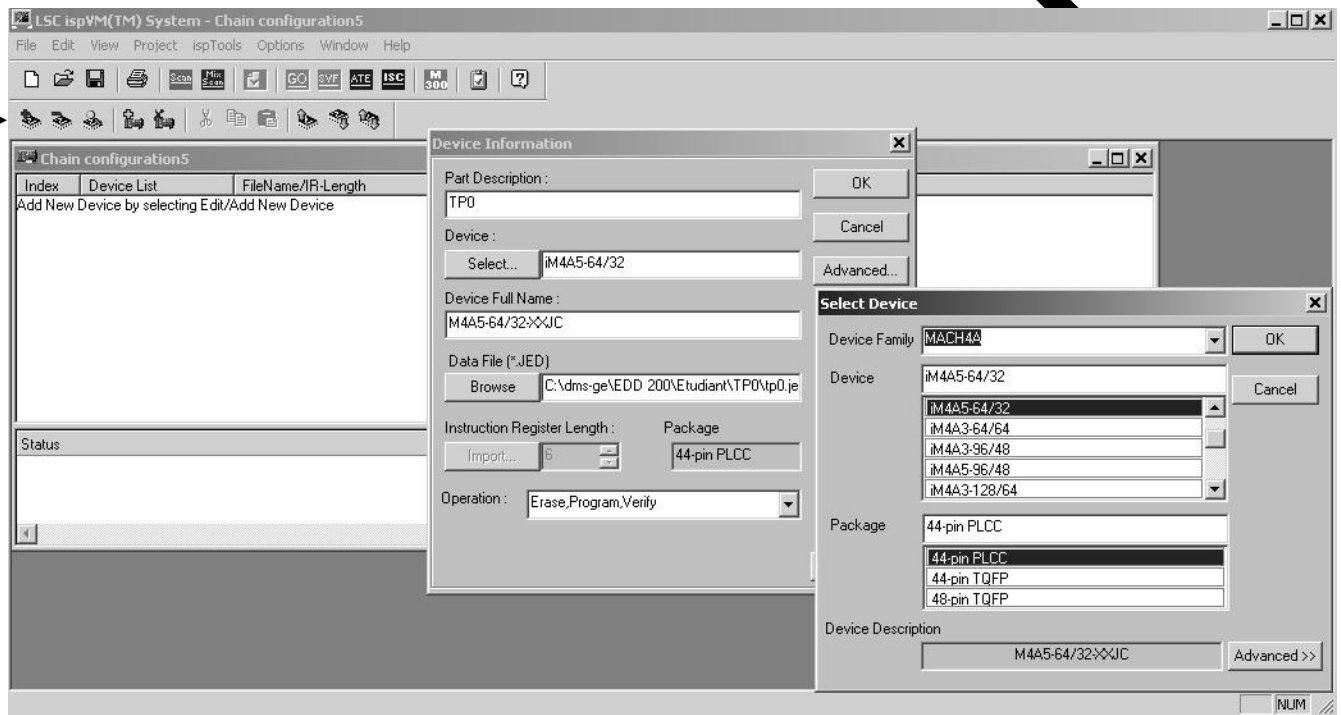 LSC ispVM(TM) System - Chain configuration5
File Edit View Project ispTools Options Window Help
Scan Mix Scan GO SVF ATE ISC M 300
Chain configuration5
Index Device List FileName/IR-Length
Add New Device by selecting Edit/Add New Device
Status
Device Information
Part Description :
TP0
OK
Cancel
Device :
Select... iM4A5-64/32
Advanced...
Device Full Name :
M4A5-64/32-XXJC
Data File (*.JED)
Browse C:\dms-ge\EDD 200\Etudiant\TP0\tp0.je
Instruction Register Length : Package
Import... 6 44-pin PLCC
Operation : Erase,Program,Verify
Select Device
Device Family MACH4A OK
Device iM4A5-64/32 Cancel
iM4A5-64/32
iM4A3-64/64
iM4A3-96/48
iM4A5-96/48
iM4A3-128/64
Package 44-pin PLCC
44-pin PLCC
44-pin TQFP
48-pin TQFP
Device Description
M4A5-64/32-XXJC Advanced >>
NUM